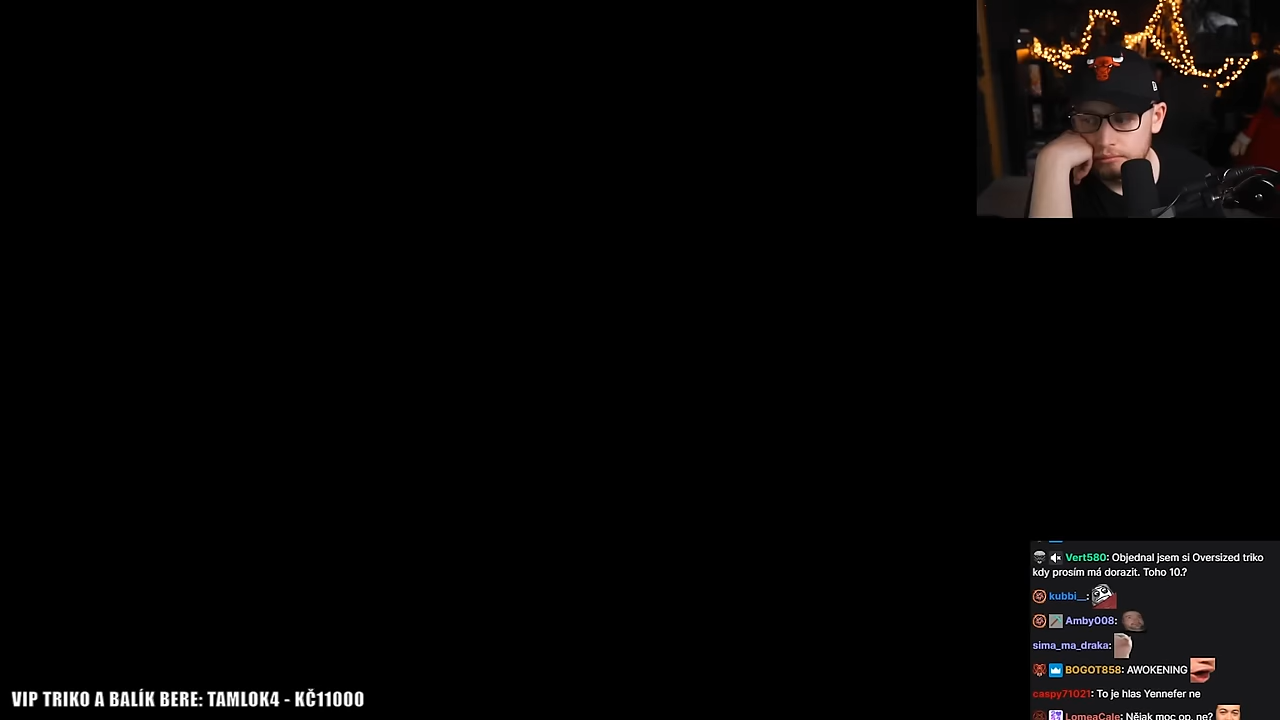 Vert580: Objednal jsem si Oversized triko
kdy prosím má dorazit. Toho 10.?
kubbi__:
Amby008:
sima_ma_draka:
BOGOT858: AWOKENING
caspy71021: To je hlas Yennefer ne
LomeaCale: Nějak moc op, ne?
VIP TRIKO A BALÍK BERE: TAMLOK4 - KČ11000